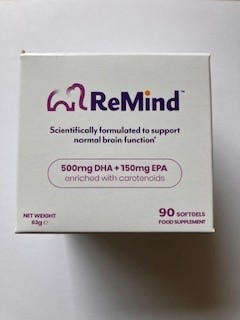 ReMind™
Scientifically formulated to support
normal brain function*
500mg DHA + 150mg EPA
enriched with carotenoids
NET WEIGHT
63g ℮
90 SOFTGELS
FOOD SUPPLEMENT